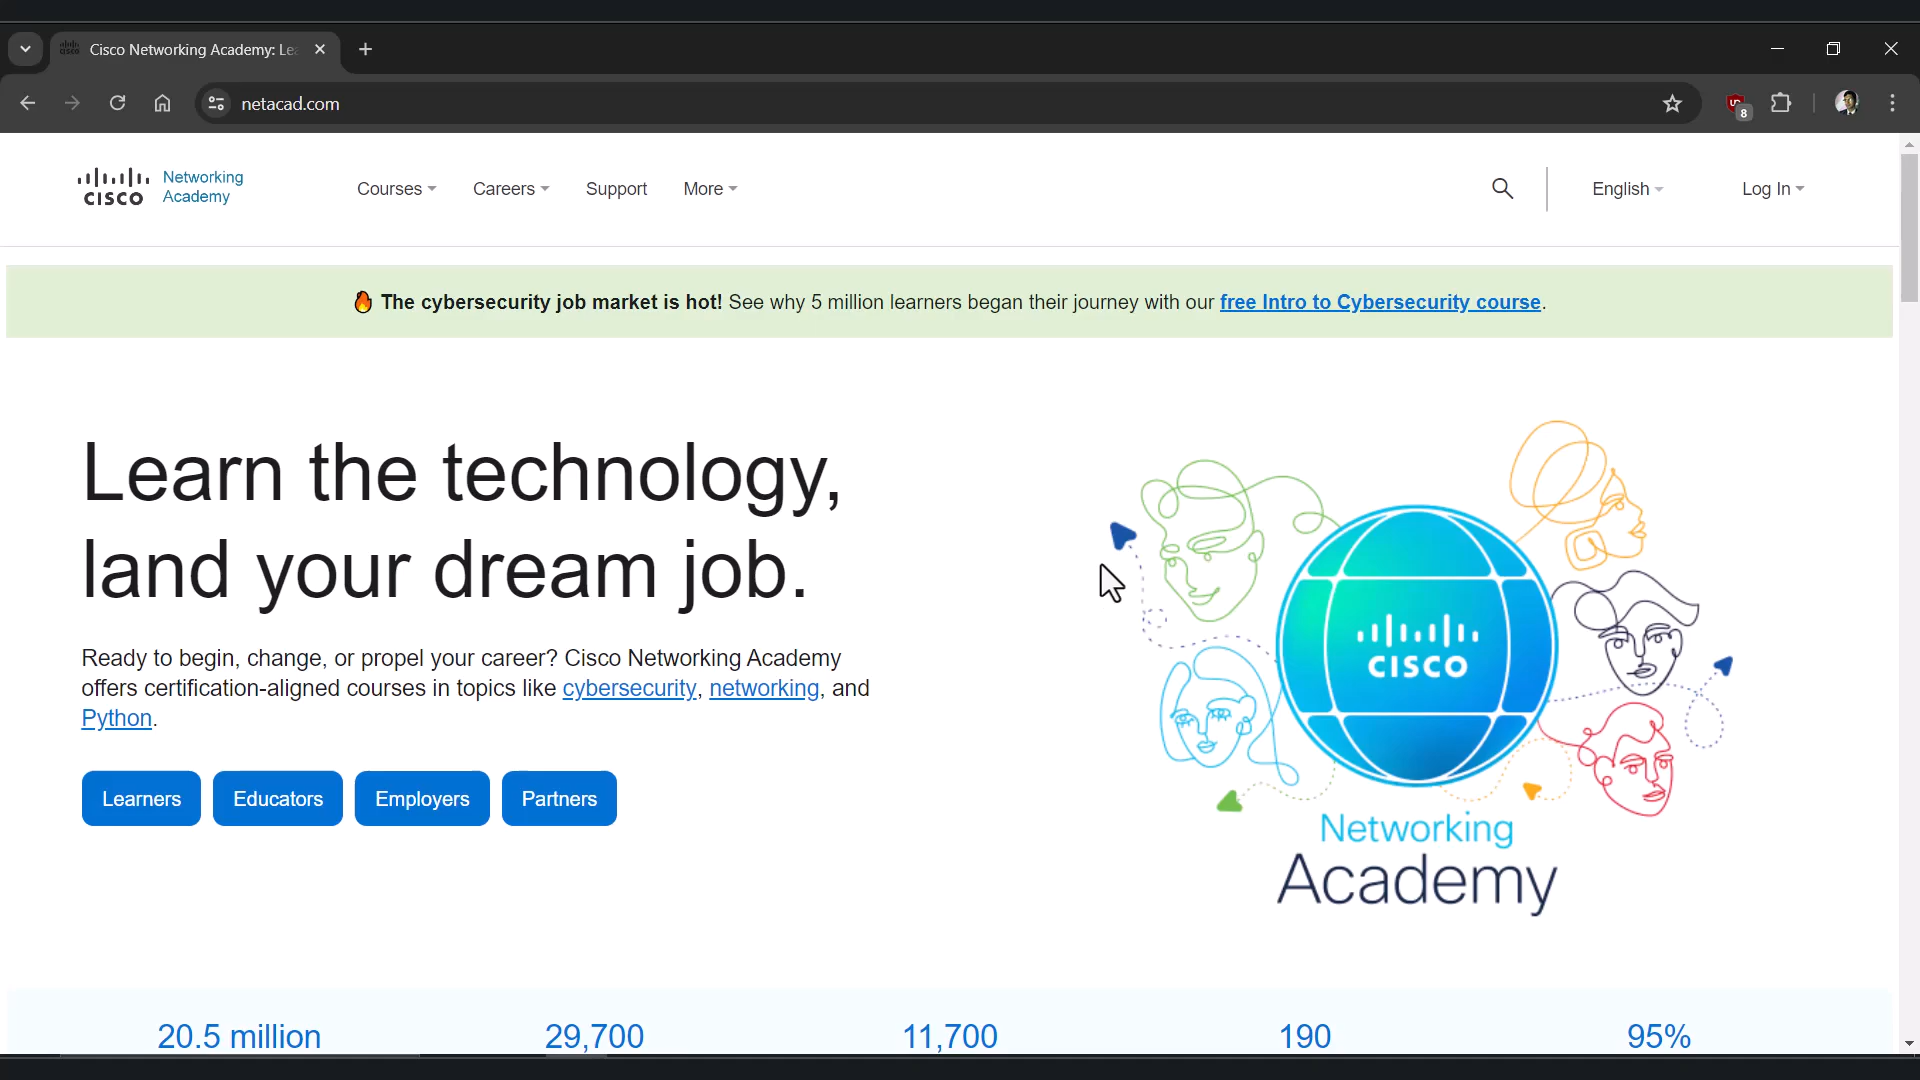 Cisco Networking Academy: Le
netacad.com
8
CISCO
Networking
Academy
Courses
Careers
Support
More
English
Log In
The cybersecurity job market is hot! See why 5 million learners began their journey with our free Intro to Cybersecurity course.
Learn the technology,
land your dream job.
Ready to begin, change, or propel your career? Cisco Networking Academy
offers certification-aligned courses in topics like cybersecurity, networking, and
Python.
Learners
Educators
Employers
Partners
CISCO
Networking
Academy
20.5 million
29,700
11,700
190
95%